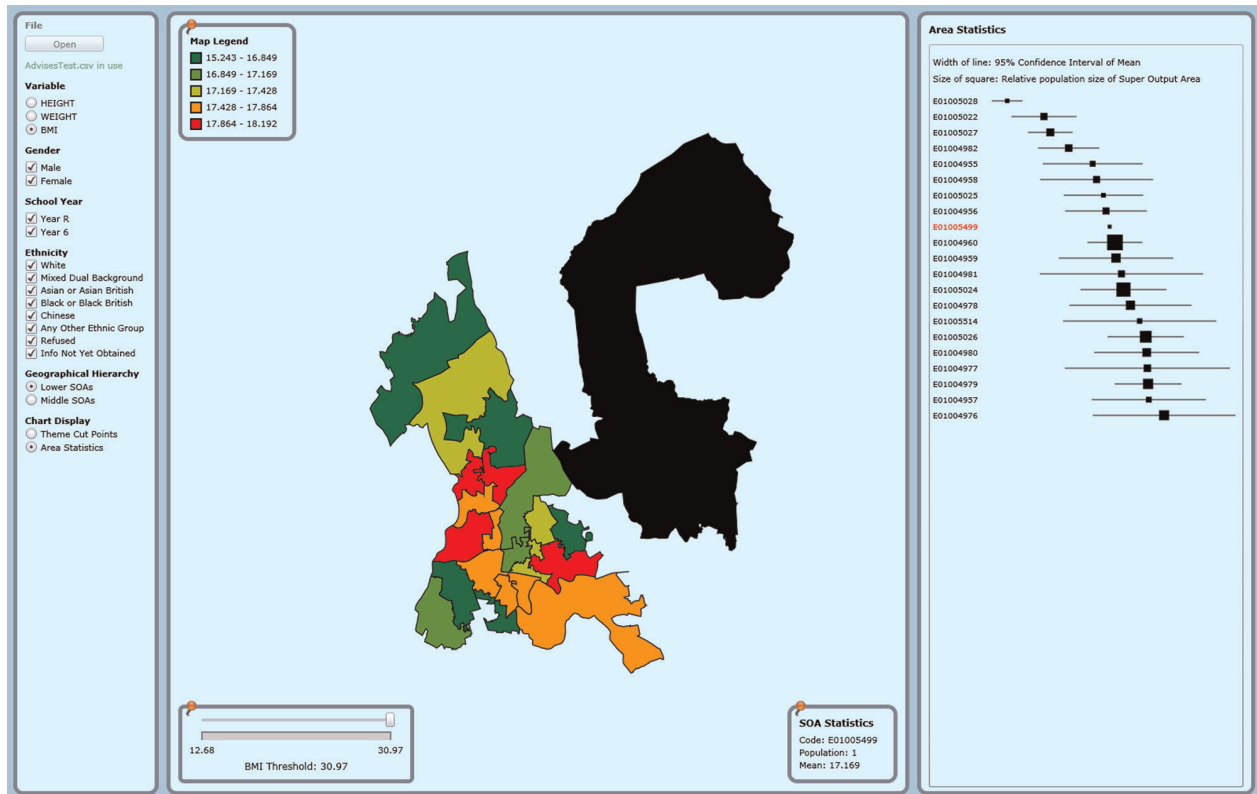 File
Open
AdvisesTest.csv in use
Variable
HEIGHT
WEIGHT
BMI
Gender
Male
Female
School Year
Year R
Year 6
Ethnicity
White
Mixed Dual Background
Asian or Asian British
Black or Black British
Chinese
Any Other Ethnic Group
Refused
Info Not Yet Obtained
Geographical Hierarchy
Lower SOAs
Middle SOAs
Chart Display
Theme Cut Points
Area Statistics
Map Legend
15.243 - 16.849
16.849 - 17.169
17.169 - 17.428
17.428 - 17.864
17.864 - 18.192
12.68 30.97
BMI Threshold: 30.97
SOA Statistics
Code: E01005499
Population: 1
Mean: 17.169
Area Statistics
Width of line: 95% Confidence Interval of Mean
Size of square: Relative population size of Super Output Area
E01005028
E01005022
E01005027
E01004982
E01004955
E01004958
E01005025
E01004956
E01005499
E01004960
E01004959
E01004981
E01005024
E01004978
E01005514
E01005026
E01004980
E01004977
E01004979
E01004957
E01004976